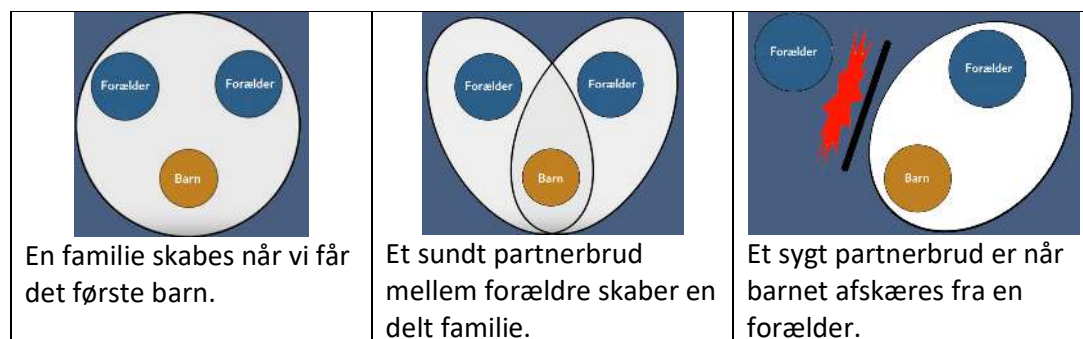 Forælder
Forælder
Barn
En familie skabes når vi får
det første barn.
Forælder
Forælder
Barn
Et sundt partnerbrud
mellem forældre skaber en
delt familie.
Forælder
Forælder
Barn
Et sygt partnerbrud er når
barnet afskæres fra en
forælder.